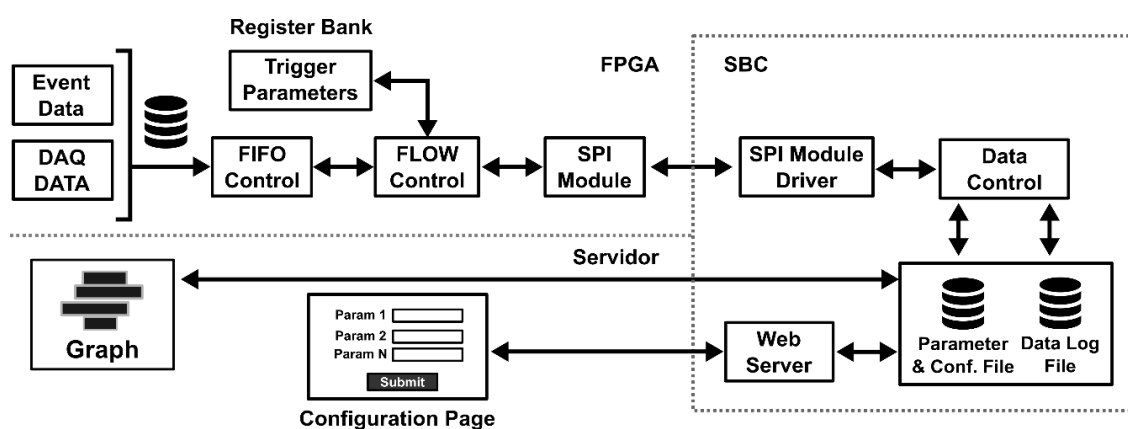 Register Bank
Trigger
Parameters
FPGA
SBC
Event
Data
DAQ
DATA
FIFO
Control
FLOW
Control
SPI
Module
SPI Module
Driver
Data
Control
Servidor
Graph
Param 1
Param 2
Param N
Submit
Configuration Page
Web
Server
Parameter
& Conf. File
Data Log
File